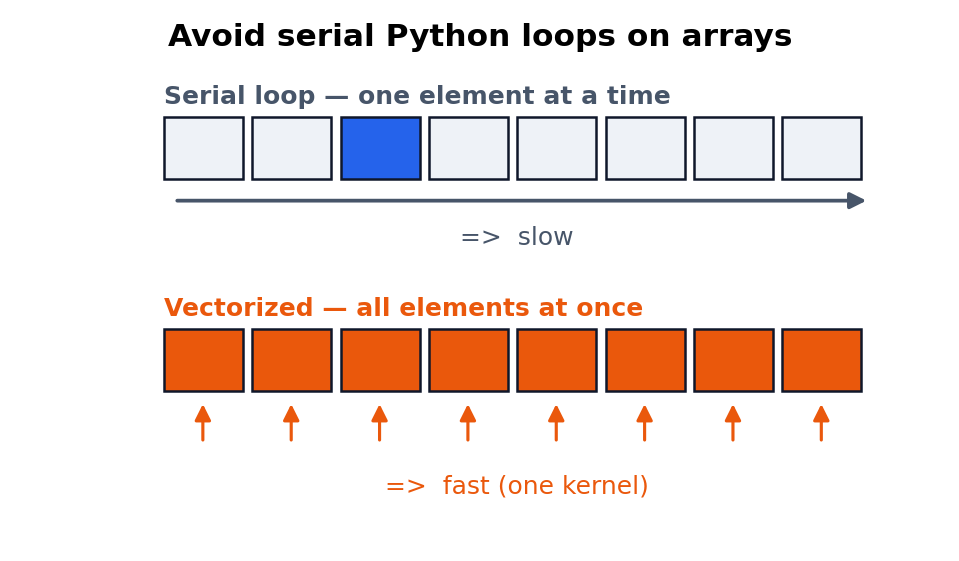 Avoid serial Python loops on arrays
Serial loop — one element at a time
=> slow
Vectorized — all elements at once
=> fast (one kernel)